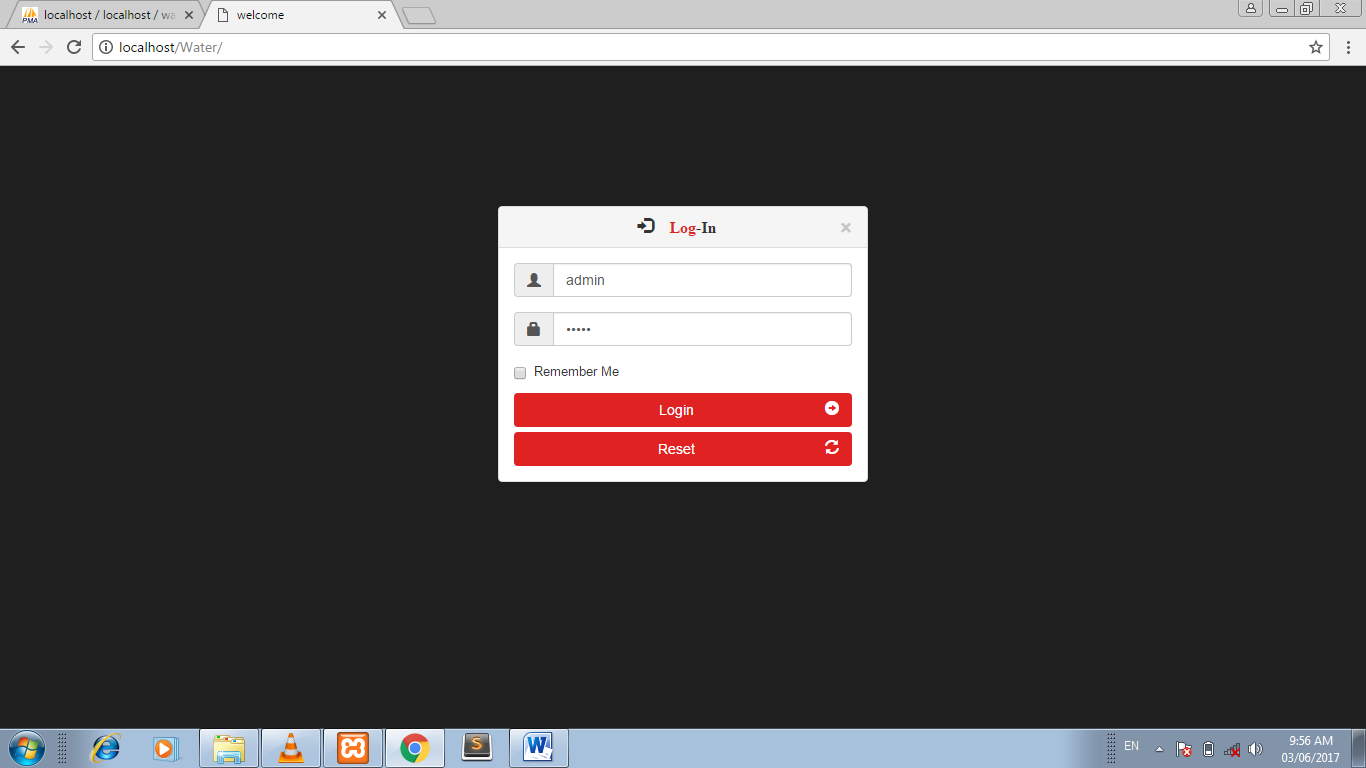 PMA localhost / localhost / wa
welcome
localhost/Water/
Log-In
×
admin
•••••
Remember Me
Login
Reset
S
W
EN
9:56 AM
03/06/2017